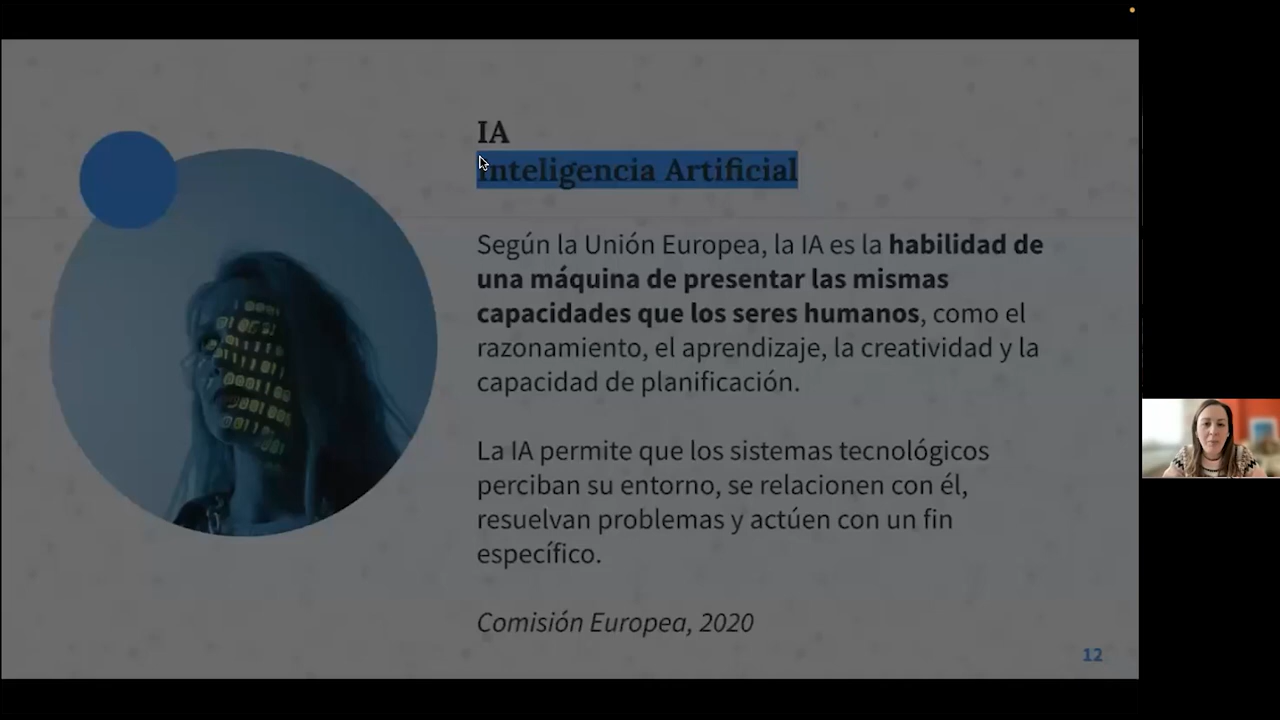 IA
Inteligencia Artificial
Según la Unión Europea, la IA es la habilidad de
una máquina de presentar las mismas
capacidades que los seres humanos, como el
razonamiento, el aprendizaje, la creatividad y la
capacidad de planificación.
La IA permite que los sistemas tecnológicos
perciban su entorno, se relacionen con él,
resuelvan problemas y actúen con un fin
específico.
Comisión Europea, 2020
12